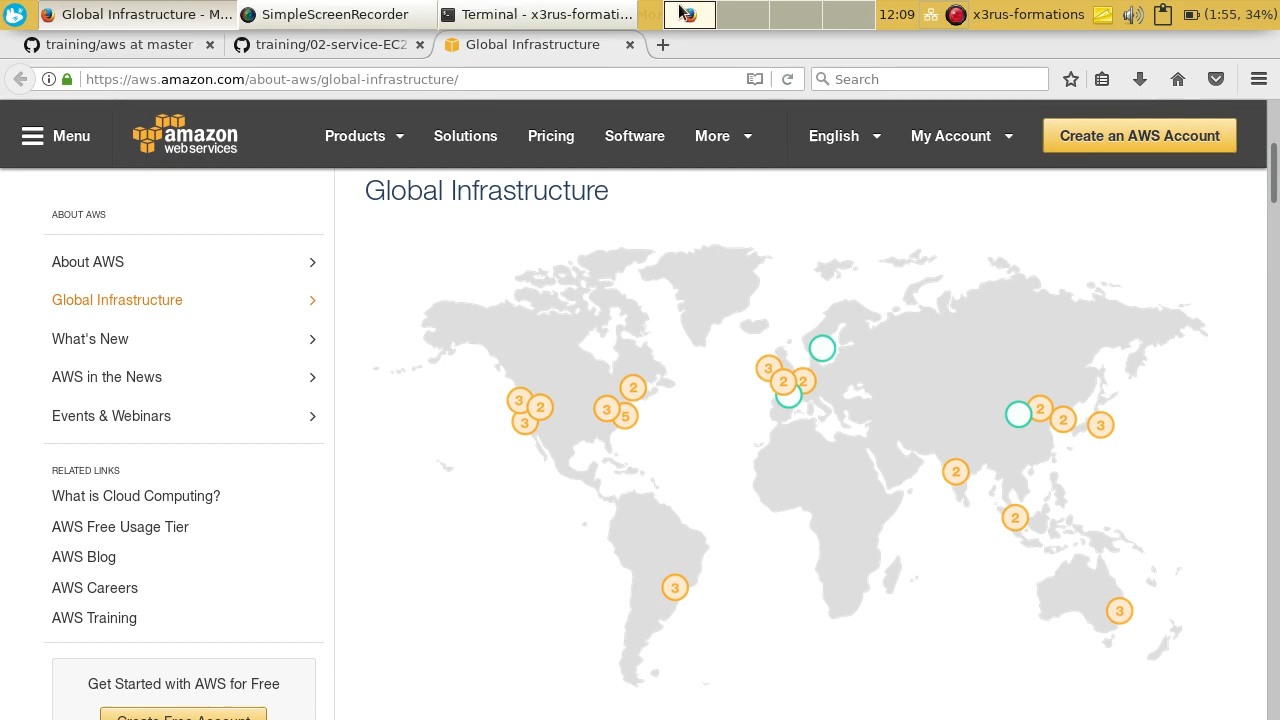 Global Infrastructure - M...
SimpleScreenRecorder
Terminal - x3rus-formati...
12:09
x3rus-formations
(1:55, 34%)
training/aws at master
training/02-service-EC2
Global Infrastructure
https://aws.amazon.com/about-aws/global-infrastructure/
Search
Menu
amazon
web services
Products
Solutions
Pricing
Software
More
English
My Account
Create an AWS Account
Global Infrastructure
ABOUT AWS
About AWS
Global Infrastructure
What's New
AWS in the News
Events & Webinars
RELATED LINKS
What is Cloud Computing?
AWS Free Usage Tier
AWS Blog
AWS Careers
AWS Training
Get Started with AWS for Free
Create Free Account
3
2
2
3
2
2
3
5
3
2
2
3
2
2
3
3